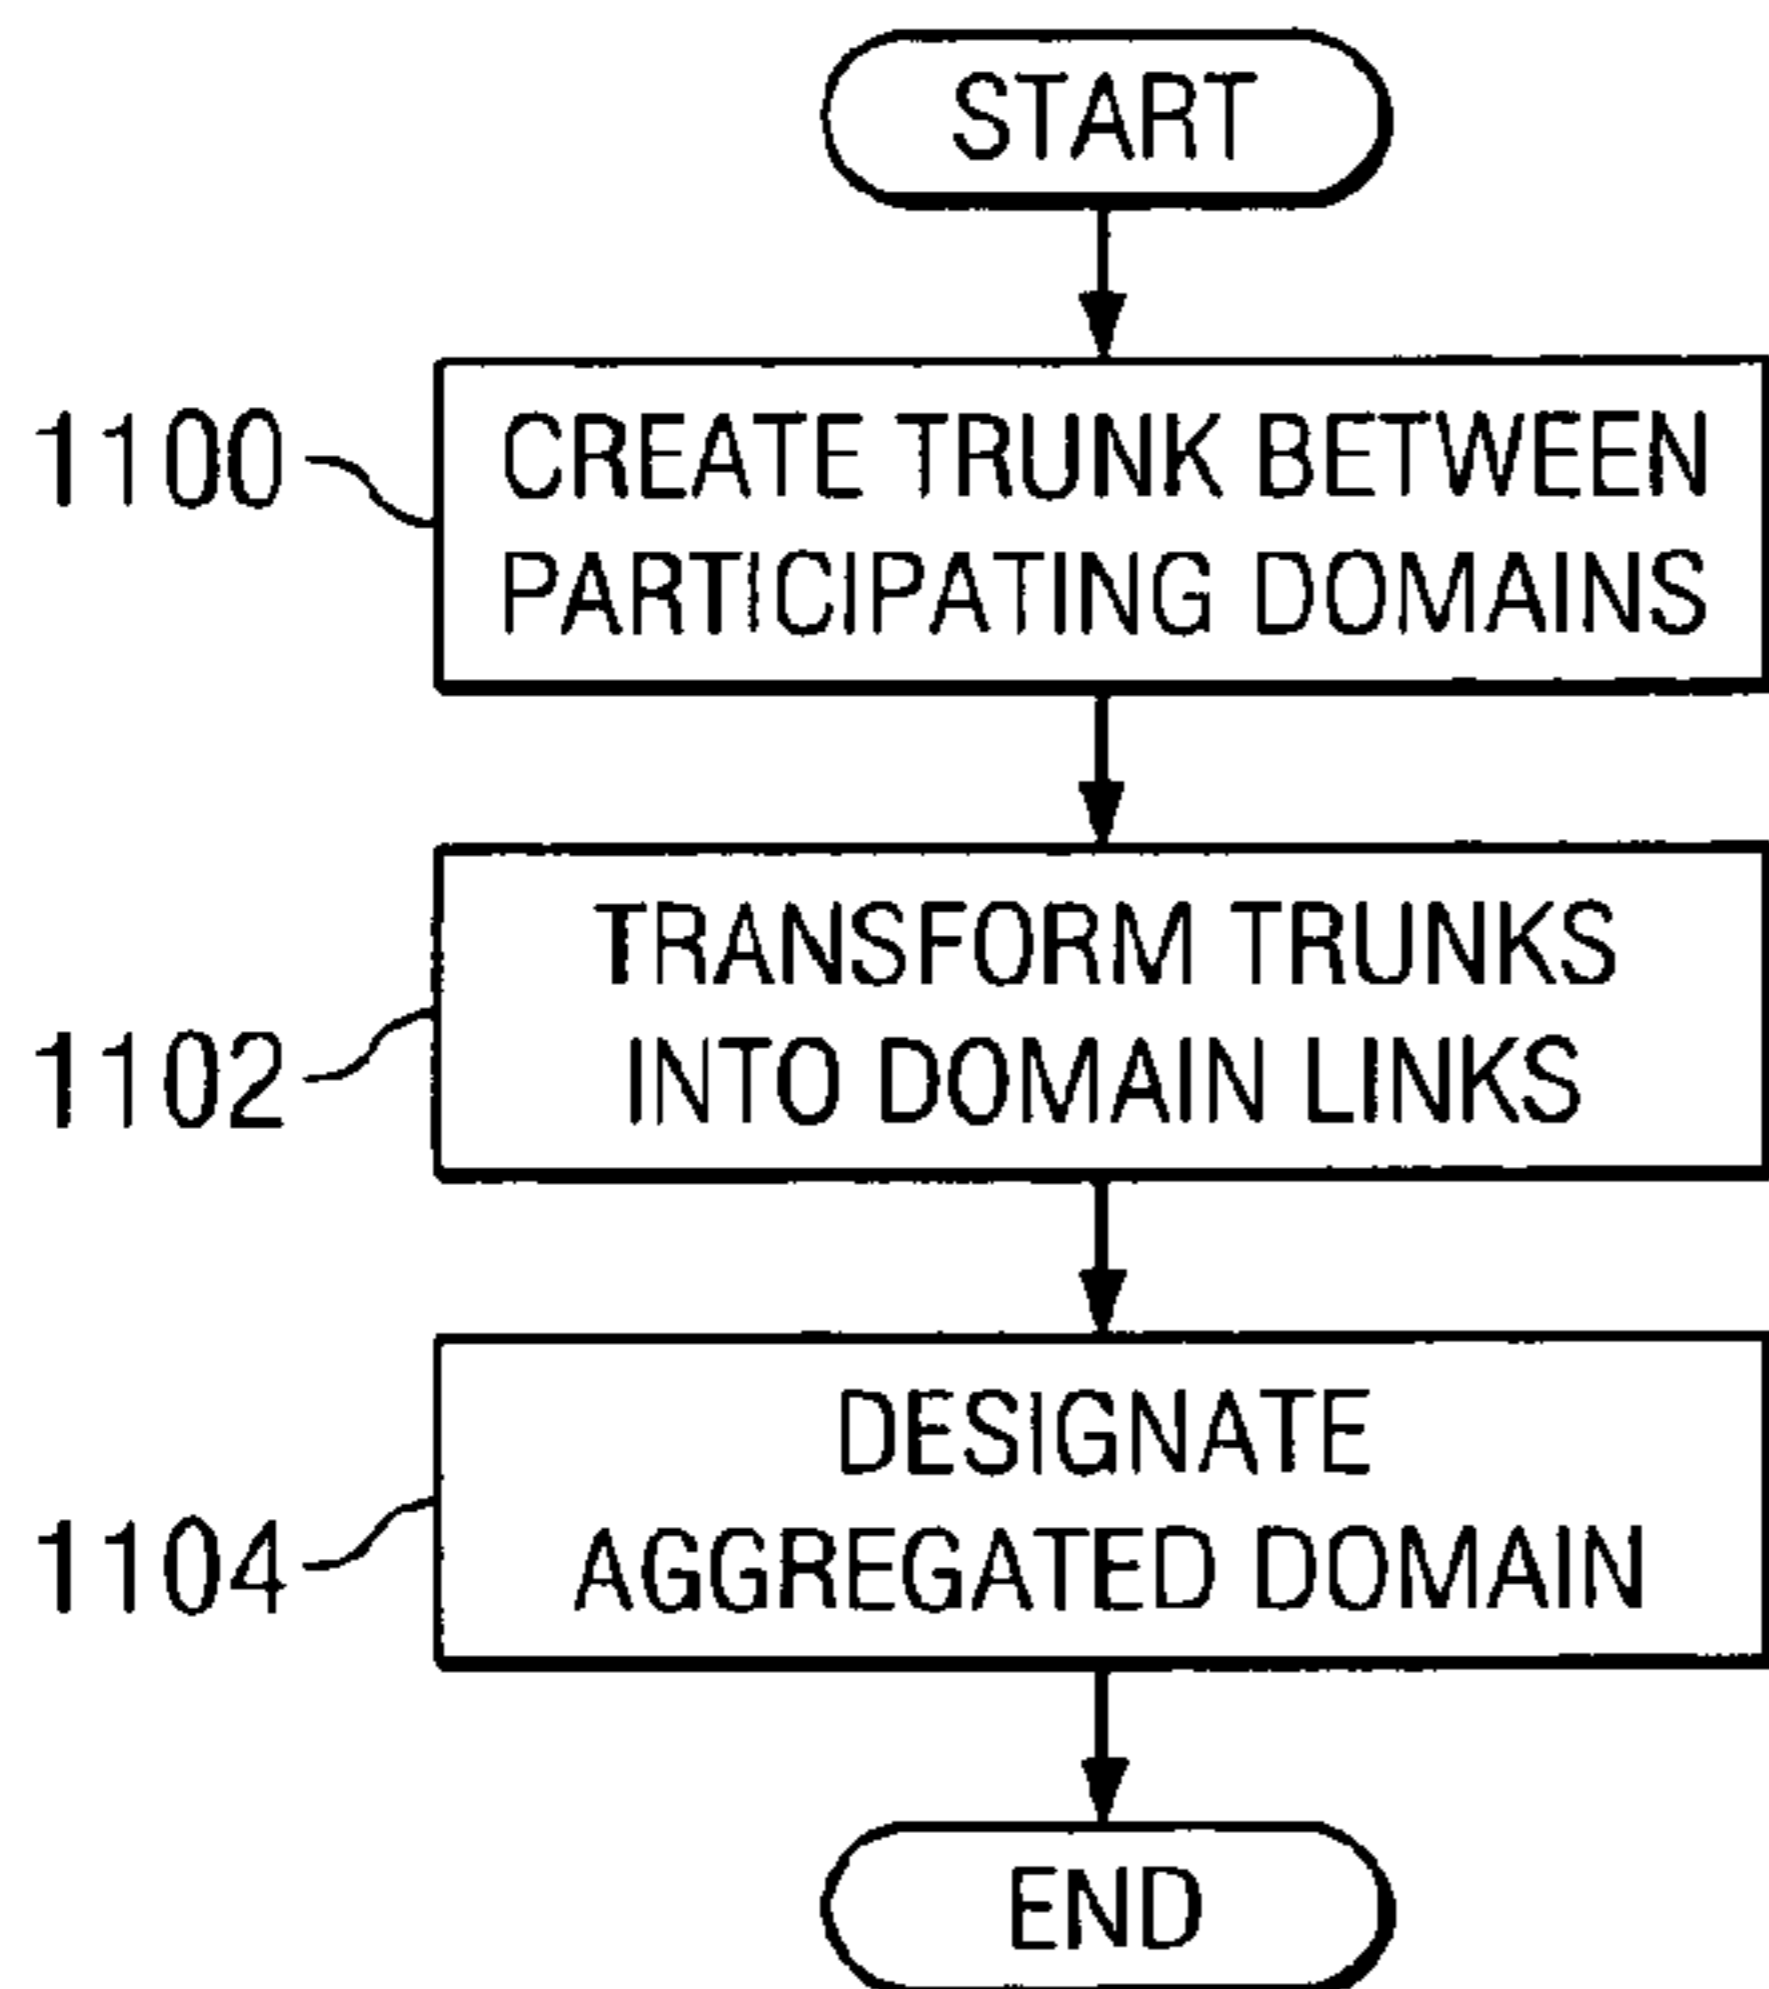 START
1100
CREATE TRUNK BETWEEN
PARTICIPATING DOMAINS
1102
TRANSFORM TRUNKS
INTO DOMAIN LINKS
1104
DESIGNATE
AGGREGATED DOMAIN
END